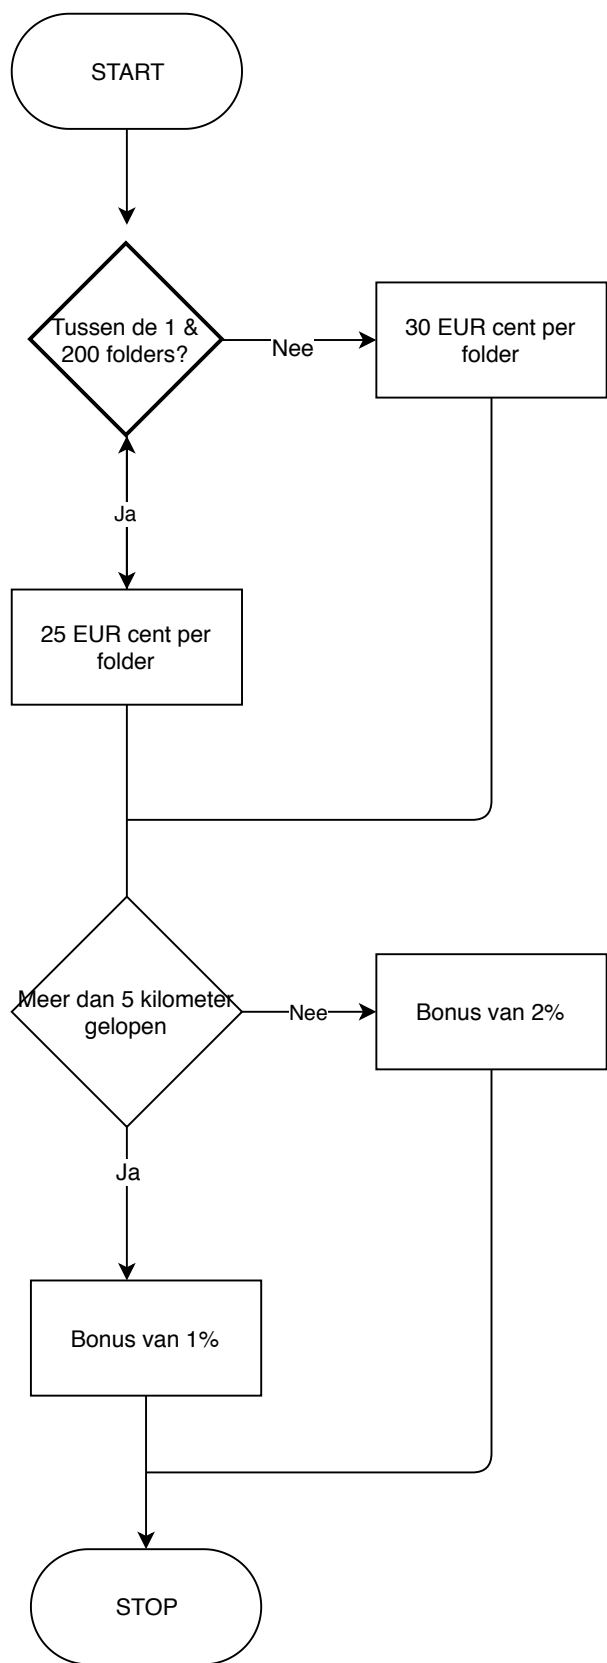 START
Tussen de 1 &
200 folders?
Nee
30 EUR cent per
folder
Ja
25 EUR cent per
folder
Meer dan 5 kilometer
gelopen
Nee
Bonus van 2%
Ja
Bonus van 1%
STOP